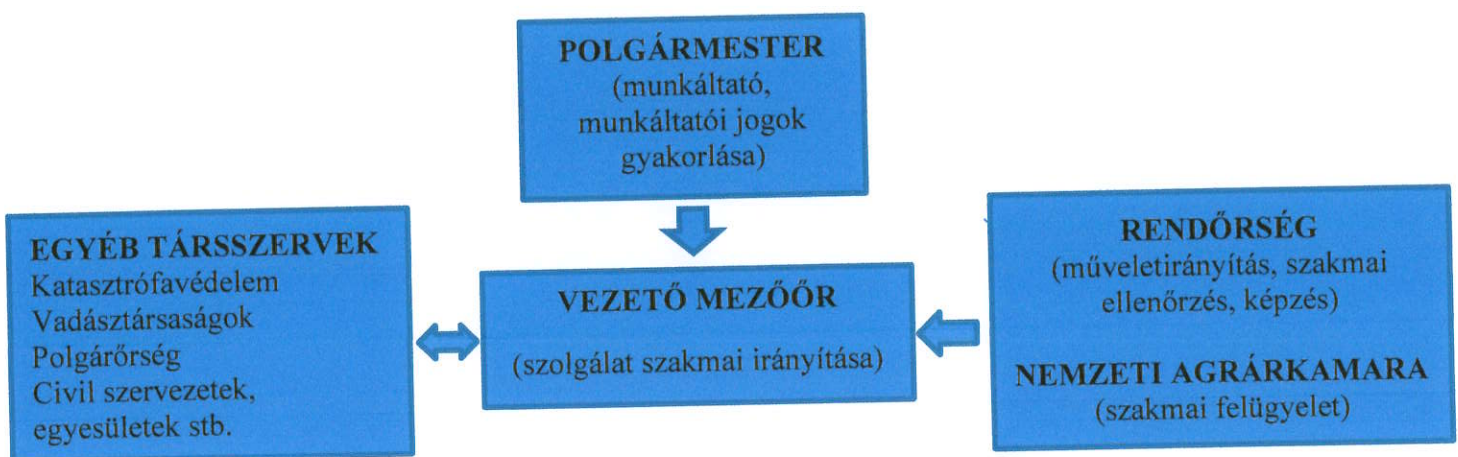 POLGÁRMESTER
(munkáltató,
munkáltatói jogok
gyakorlása)
EGYÉB TÁRSSZERVEK
Katasztrófavédelem
Vadásztársaságok
Polgárőrség
Civil szervezetek,
egyesületek stb.
VEZETŐ MEZŐŐR
(szolgálat szakmai irányítása)
RENDŐRSÉG
(műveletirányítás, szakmai
ellenőrzés, képzés)
NEMZETI AGRÁRKAMARA
(szakmai felügyelet)